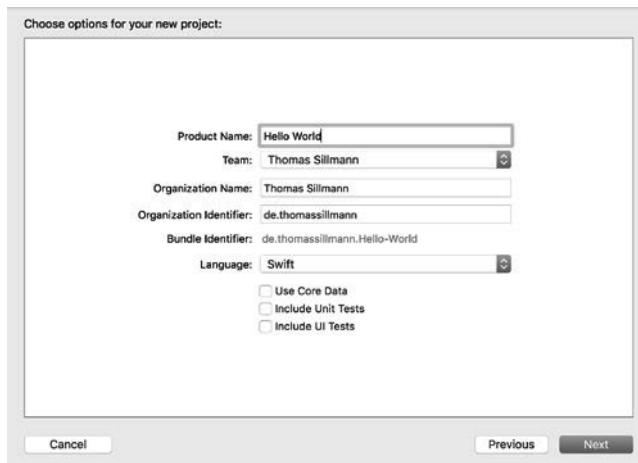 Choose options for your new project:
Product Name: Hello World
Team: Thomas Sillmann
Organization Name: Thomas Sillmann
Organization Identifier: de.thomassillmann
Bundle Identifier: de.thomassillmann.Hello-World
Language: Swift
Use Core Data
Include Unit Tests
Include UI Tests
Cancel Previous Next